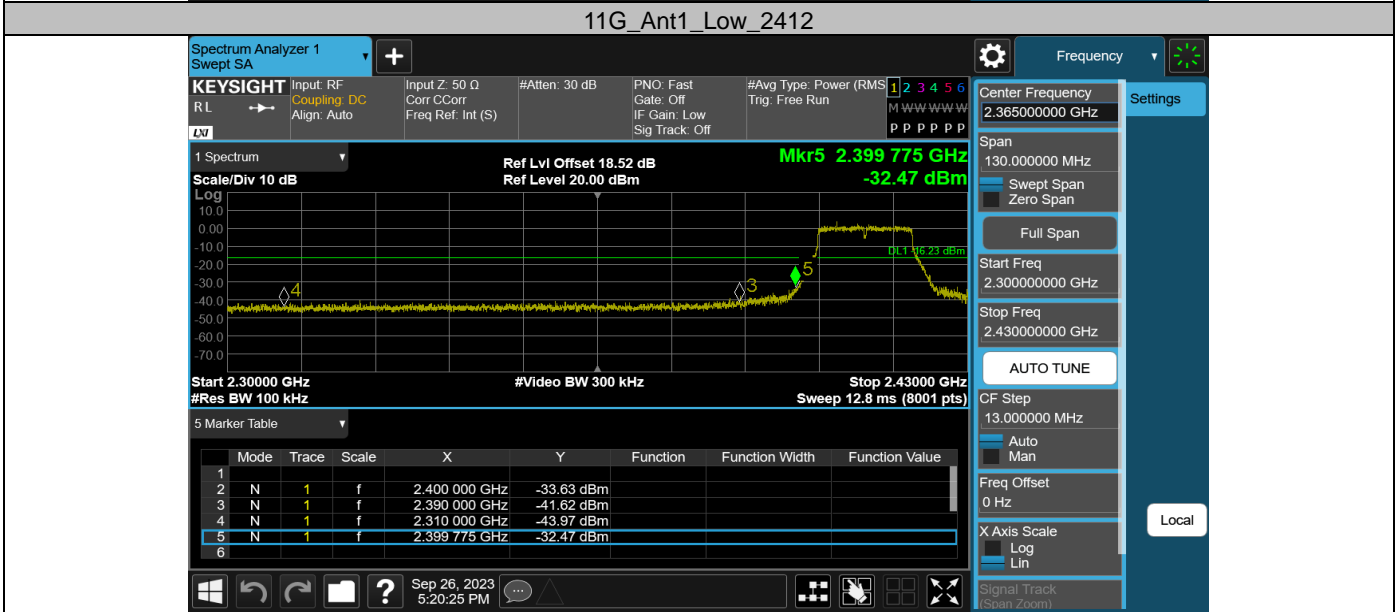 11G_Ant1_Low_2412
Spectrum Analyzer 1
Swept SA
+
Frequency
KEYSIGHT
R L
LXI
Input: RF
Coupling: DC
Align: Auto
Input Z: 50 Ω
Corr CCorr
Freq Ref: Int (S)
#Atten: 30 dB
PNO: Fast
Gate: Off
IF Gain: Low
Sig Track: Off
#Avg Type: Power (RMS
Trig: Free Run
1 2 3 4 5 6
M W W W W W
P P P P P P
1 Spectrum
Scale/Div 10 dB
Ref Lvl Offset 18.52 dB
Ref Level 20.00 dBm
Mkr5 2.399 775 GHz
-32.47 dBm
Log
10.0
0.00
-10.0
-20.0
-30.0
-40.0
-50.0
-60.0
-70.0
DL1 -16.23 dBm
4
3
5
Start 2.30000 GHz
#Res BW 100 kHz
#Video BW 300 kHz
Stop 2.43000 GHz
Sweep 12.8 ms (8001 pts)
5 Marker Table
Mode Trace Scale X Y Function Function Width Function Value
1
2 N 1 f 2.400 000 GHz -33.63 dBm
3 N 1 f 2.390 000 GHz -41.62 dBm
4 N 1 f 2.310 000 GHz -43.97 dBm
5 N 1 f 2.399 775 GHz -32.47 dBm
6
?
Sep 26, 2023
5:20:25 PM
Center Frequency
2.365000000 GHz
Settings
Span
130.000000 MHz
Swept Span
Zero Span
Full Span
Start Freq
2.300000000 GHz
Stop Freq
2.430000000 GHz
AUTO TUNE
CF Step
13.000000 MHz
Auto
Man
Freq Offset
0 Hz
X Axis Scale
Log
Lin
Local
Signal Track
(Span Zoom)